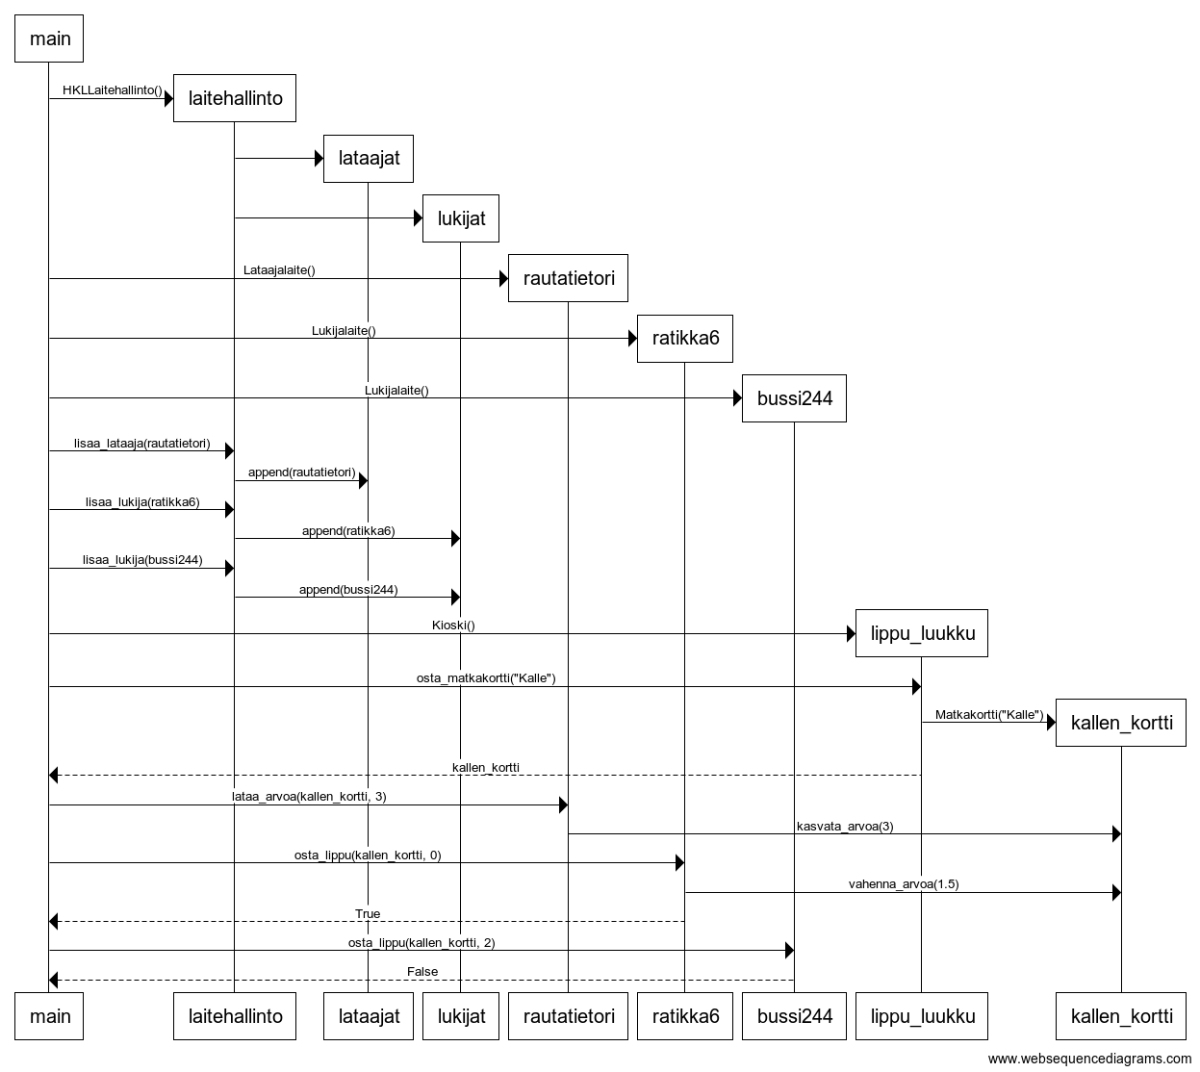 main
HKLLaitehallinto()
laitehallinto
lataajat
lukijat
Lataajalaite()
rautatietori
Lukijalaite()
ratikka6
Lukijalaite()
bussi244
lisaa_lataaja(rautatietori)
append(rautatietori)
lisaa_lukija(ratikka6)
append(ratikka6)
lisaa_lukija(bussi244)
append(bussi244)
Kioski()
lippu_luukku
osta_matkakortti("Kalle")
Matkakortti("Kalle")
kallen_kortti
kallen_kortti
lataa_arvoa(kallen_kortti, 3)
kasvata_arvoa(3)
osta_lippu(kallen_kortti, 0)
vahenna_arvoa(1.5)
True
osta_lippu(kallen_kortti, 2)
False
main laitehallinto lataajat lukijat rautatietori ratikka6 bussi244 lippu_luukku kallen_kortti
www.websequencediagrams.com